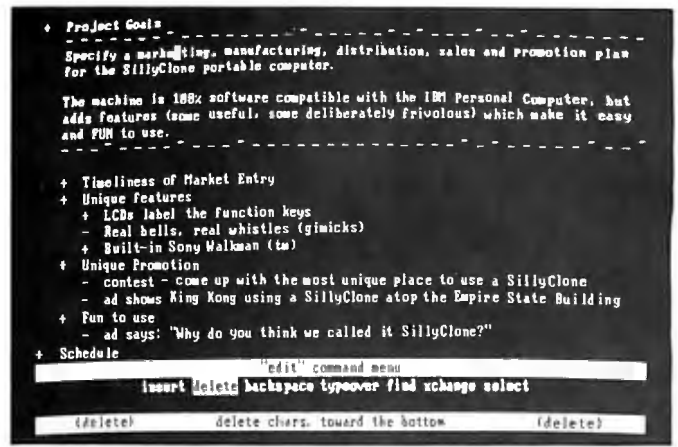 + Project Goals
Specify a marketing, manufacturing, distribution, sales and promotion plan
for the SillyClone portable computer.
The machine is 100% software compatible with the IBM Personal Computer, but
adds features (some useful, some deliberately frivolous) which make it easy
and FUN to use.
+ Timeliness of Market Entry
+ Unique Features
+ LCDs label the function keys
- Real bells, real whistles (gimicks)
+ Built-in Sony Walkman (tm)
+ Unique Promotion
- contest - come up with the most unique place to use a SillyClone
- ad shows King Kong using a SillyClone atop the Empire State Building
+ Fun to use
- ad says: "Why do you think we called it SillyClone?"
+ Schedule
"edit" command menu
insert delete backspace typeover find xchange select
(delete) delete chars. toward the bottom (delete)